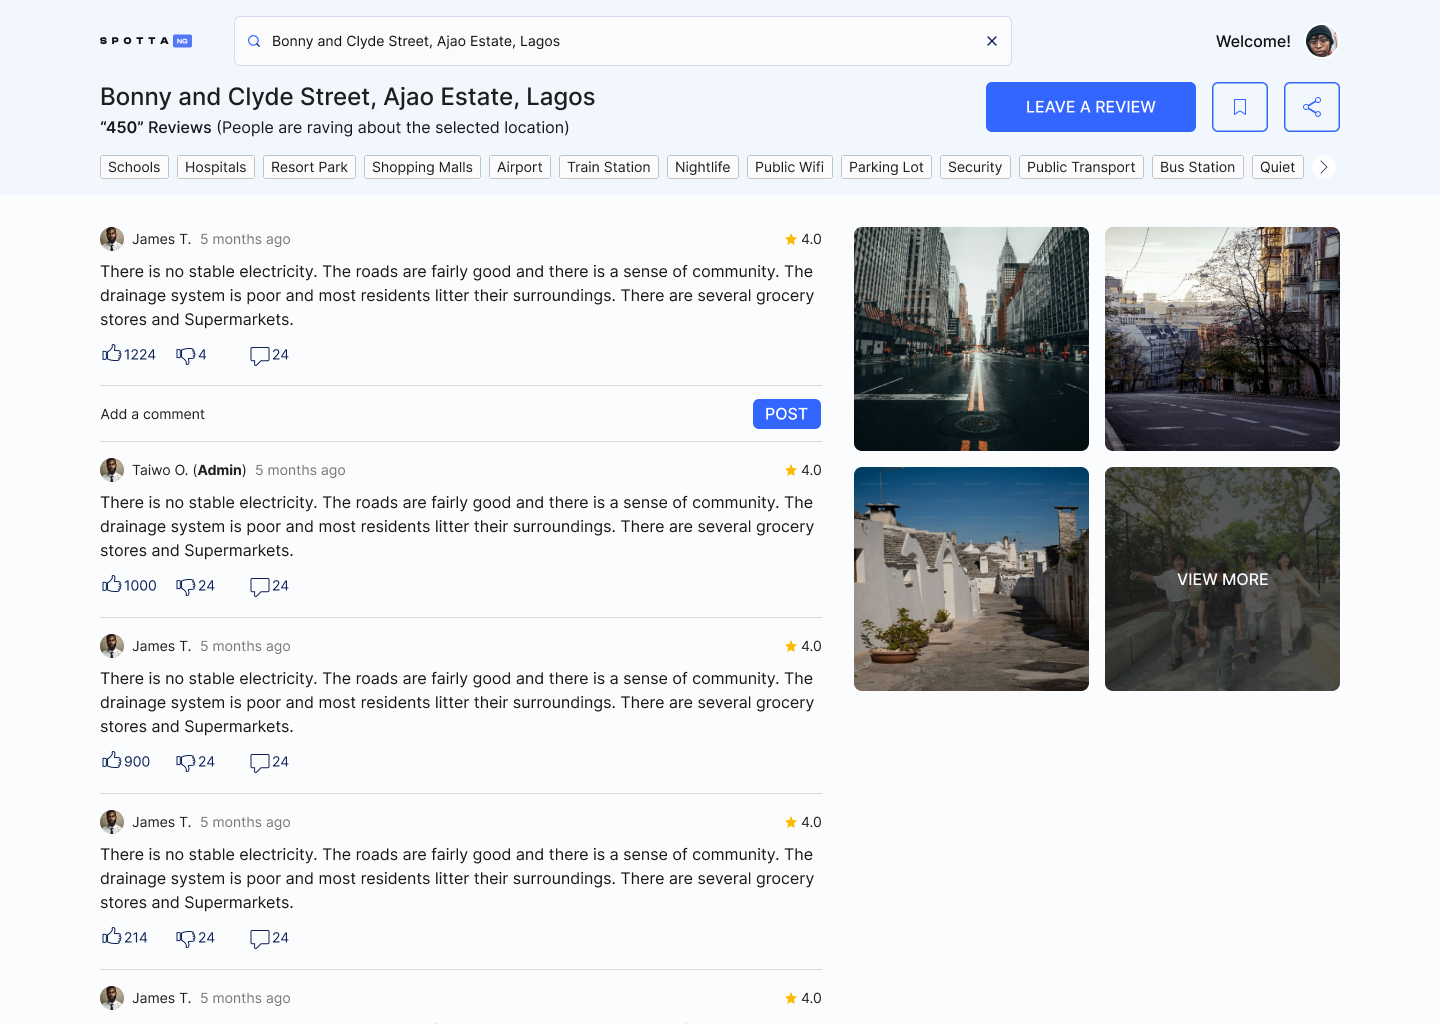 SPOTTA NG
Bonny and Clyde Street, Ajao Estate, Lagos
Welcome!
Bonny and Clyde Street, Ajao Estate, Lagos
“450” Reviews (People are raving about the selected location)
LEAVE A REVIEW
Schools Hospitals Resort Park Shopping Malls Airport Train Station Nightlife Public Wifi Parking Lot Security Public Transport Bus Station Quiet
James T. 5 months ago 4.0
There is no stable electricity. The roads are fairly good and there is a sense of community. The
drainage system is poor and most residents litter their surroundings. There are several grocery
stores and Supermarkets.
1224 4 24
Add a comment POST
Taiwo O. (Admin) 5 months ago 4.0
There is no stable electricity. The roads are fairly good and there is a sense of community. The
drainage system is poor and most residents litter their surroundings. There are several grocery
stores and Supermarkets.
1000 24 24
James T. 5 months ago 4.0
There is no stable electricity. The roads are fairly good and there is a sense of community. The
drainage system is poor and most residents litter their surroundings. There are several grocery
stores and Supermarkets.
900 24 24
James T. 5 months ago 4.0
There is no stable electricity. The roads are fairly good and there is a sense of community. The
drainage system is poor and most residents litter their surroundings. There are several grocery
stores and Supermarkets.
214 24 24
James T. 5 months ago 4.0
VIEW MORE